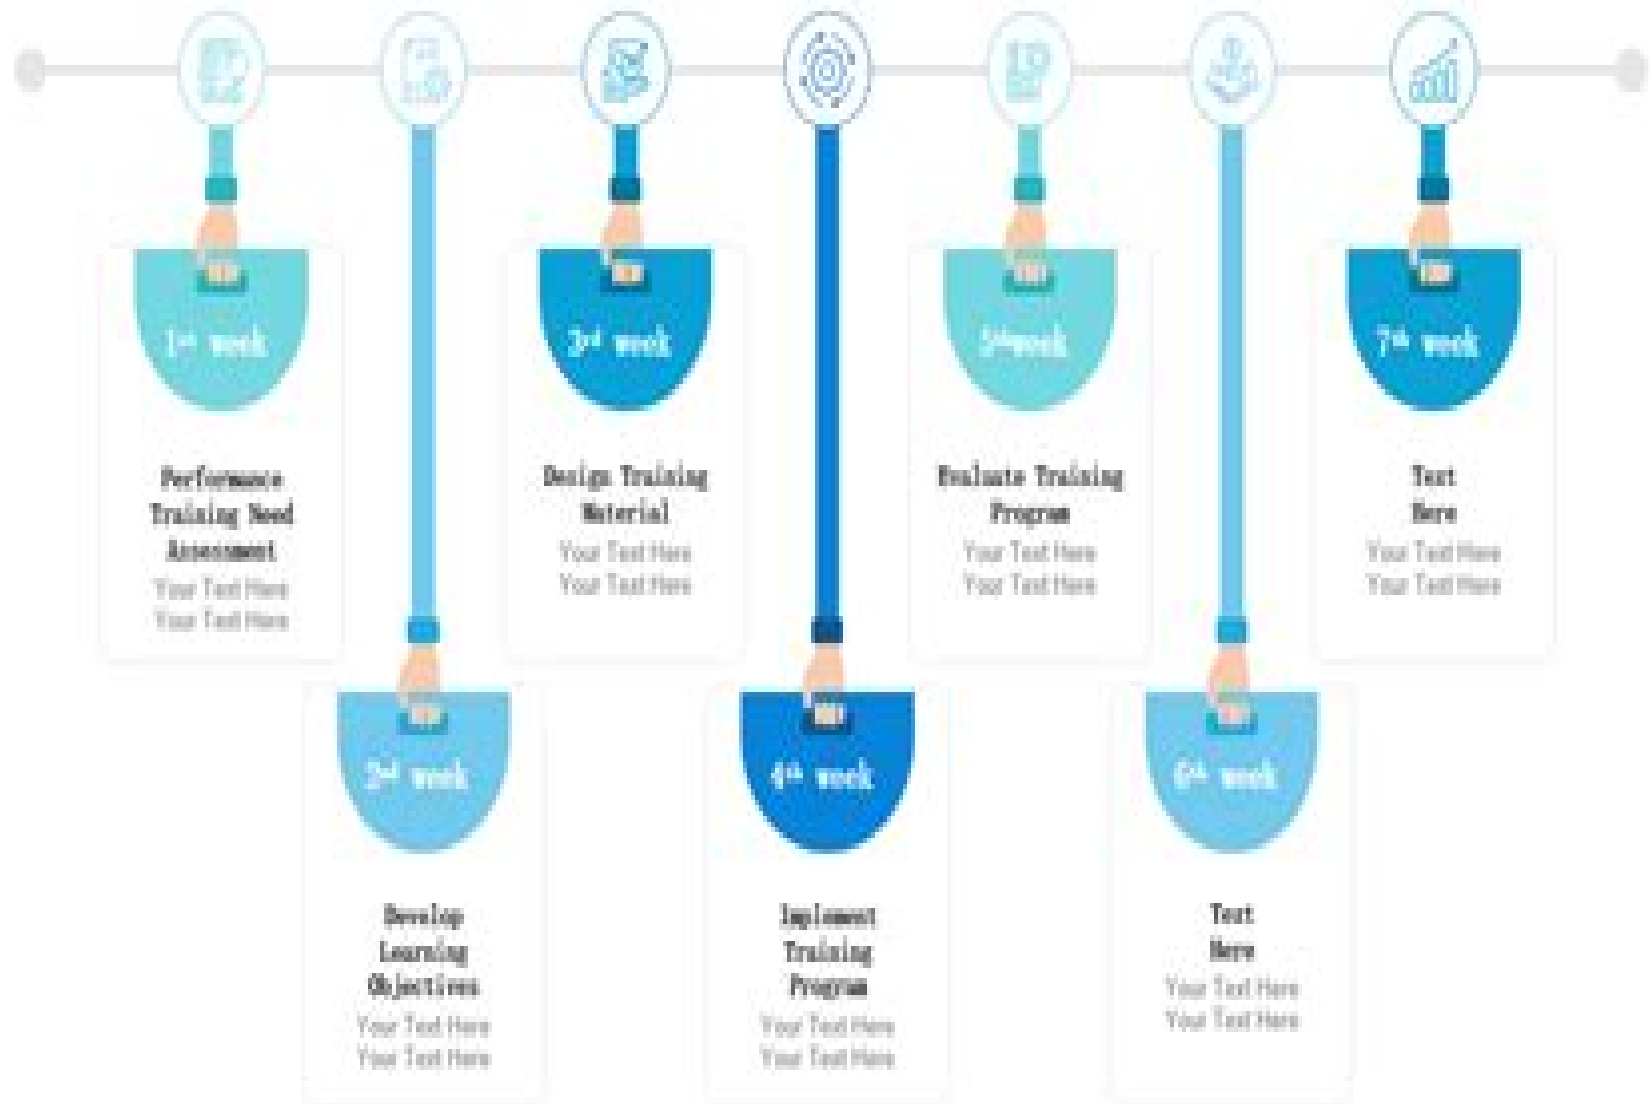 1st week
3rd week
5thweek
7th week
Performance
Training Need
Assessment
Your Text Here
Your Text Here
Design Training
Material
Your Text Here
Your Text Here
Evaluate Training
Program
Your Text Here
Your Text Here
Text
Here
Your Text Here
Your Text Here
2nd week
4th week
6th week
Develop
Learning
Objectives
Your Text Here
Your Text Here
Implement
Training
Program
Your Text Here
Your Text Here
Text
Here
Your Text Here
Your Text Here